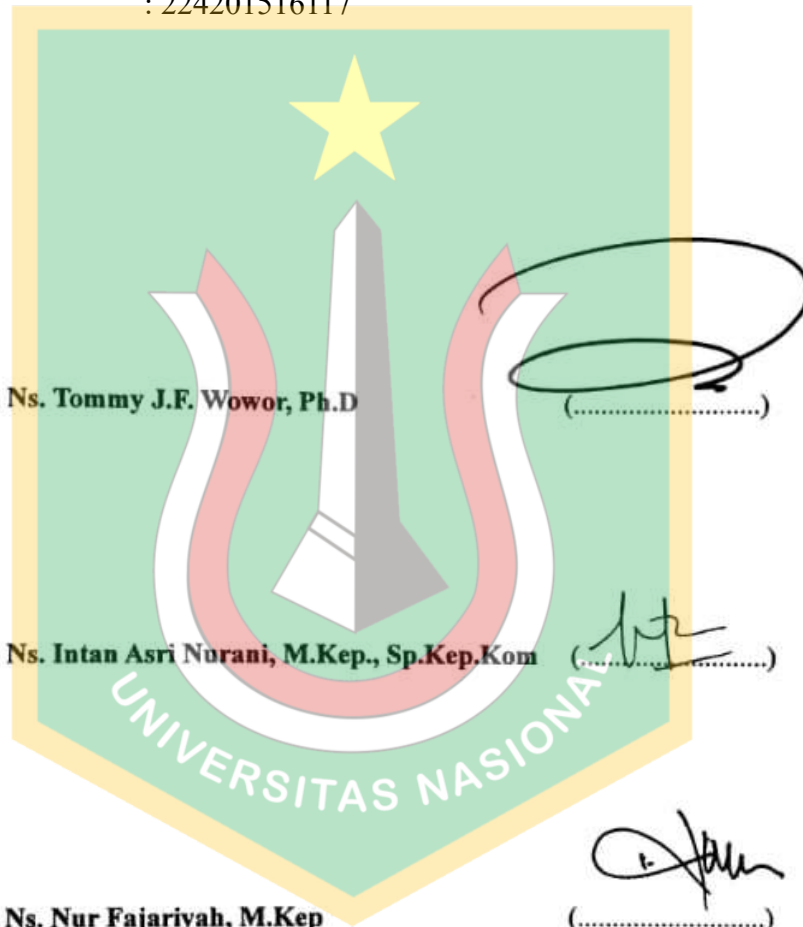 : 224201516117
Ns. Tommy J.F. Wowor, Ph.D (........................)
Ns. Intan Asri Nurani, M.Kep., Sp.Kep.Kom (........................)
UNIVERSITAS NASIONAL
Ns. Nur Fajariyah, M.Kep (........................)